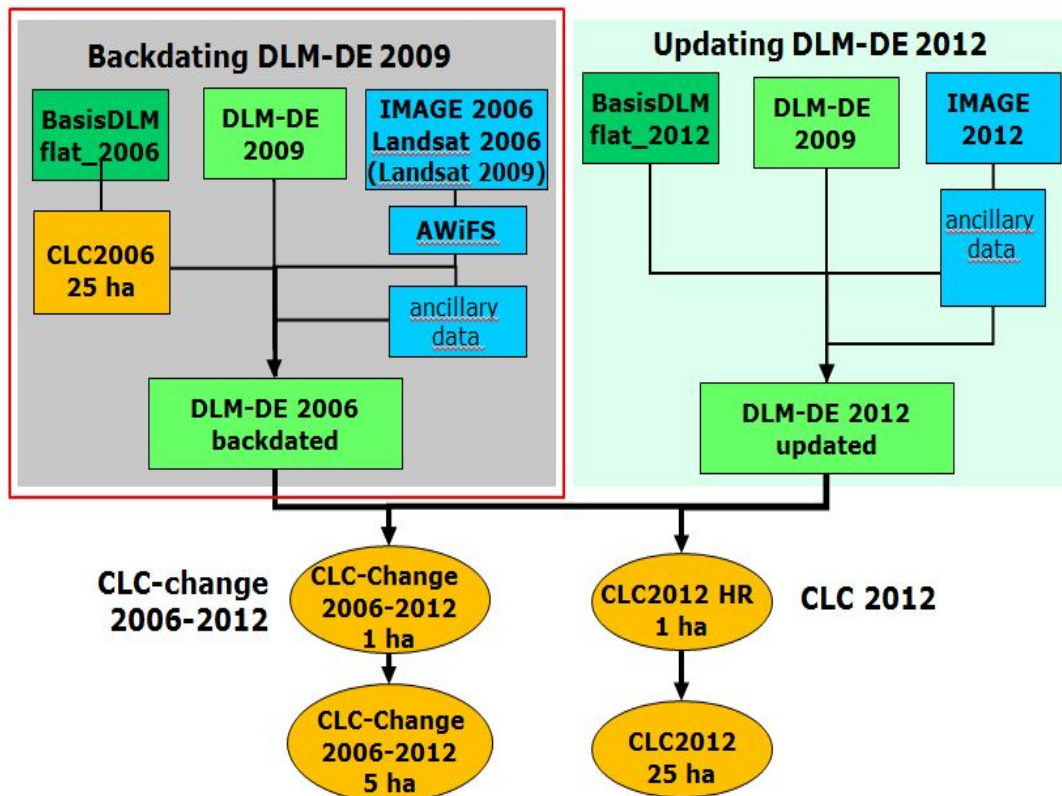 Backdating DLM-DE 2009
BasisDLM
flat_2006
DLM-DE
2009
IMAGE 2006
Landsat 2006
(Landsat 2009)
AWiFS
CLC2006
25 ha
ancillary
data
DLM-DE 2006
backdated
Updating DLM-DE 2012
BasisDLM
flat_2012
DLM-DE
2009
IMAGE
2012
ancillary
data
DLM-DE 2012
updated
CLC-change
2006-2012
CLC-Change
2006-2012
1 ha
CLC2012 HR
1 ha
CLC 2012
CLC-Change
2006-2012
5 ha
CLC2012
25 ha